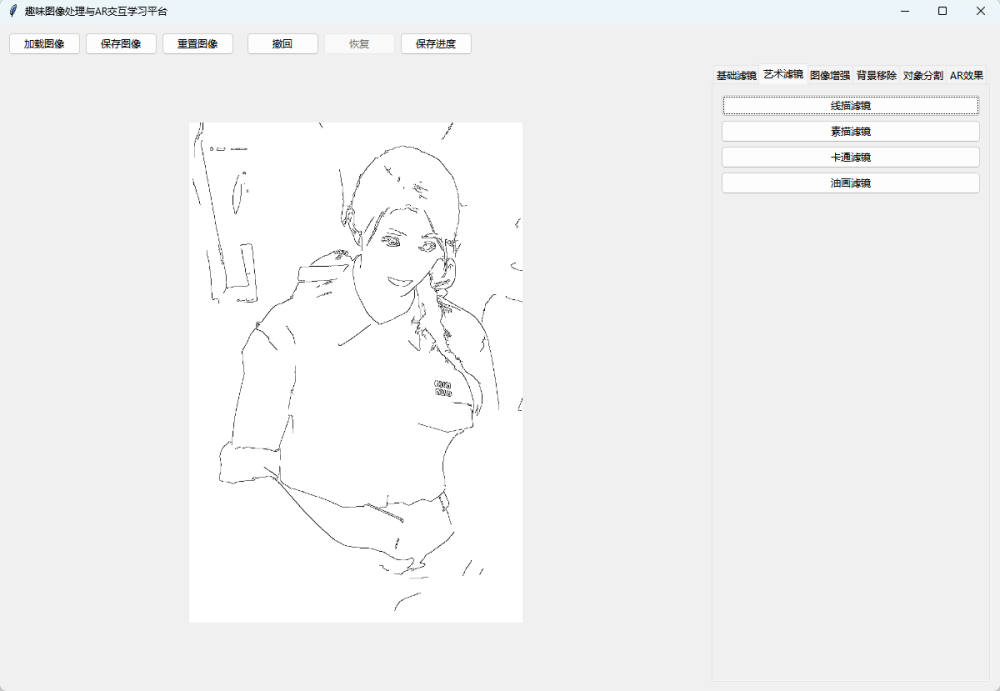 趣味图像处理与AR交互学习平台
加载图像 保存图像 重置图像 撤回 恢复 保存进度
基础滤镜 艺术滤镜 图像增强 背景移除 对象分割 AR效果
线描滤镜
素描滤镜
卡通滤镜
油画滤镜